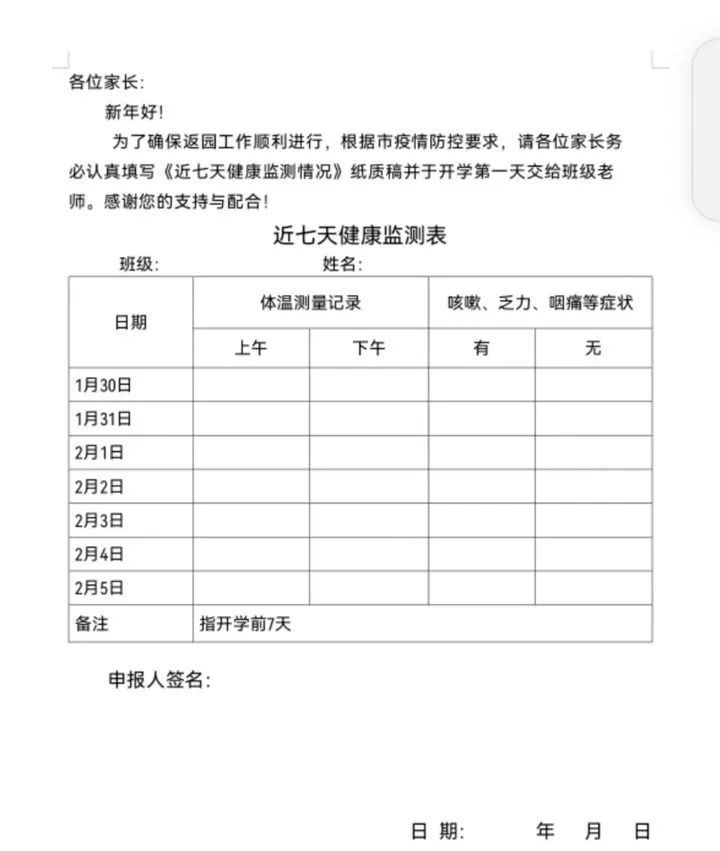 各位家长：
新年好！
为了确保返园工作顺利进行，根据市疫情防控要求，请各位家长务
必认真填写《近七天健康监测情况》纸质稿并于开学第一天交给班级老
师。感谢您的支持与配合！
近七天健康监测表
班级： 姓名：
日期 体温测量记录 咳嗽、乏力、咽痛等症状
上午 下午 有 无
1月30日
1月31日
2月1日
2月2日
2月3日
2月4日
2月5日
备注 指开学前7天
申报人签名：
日 期： 年 月 日